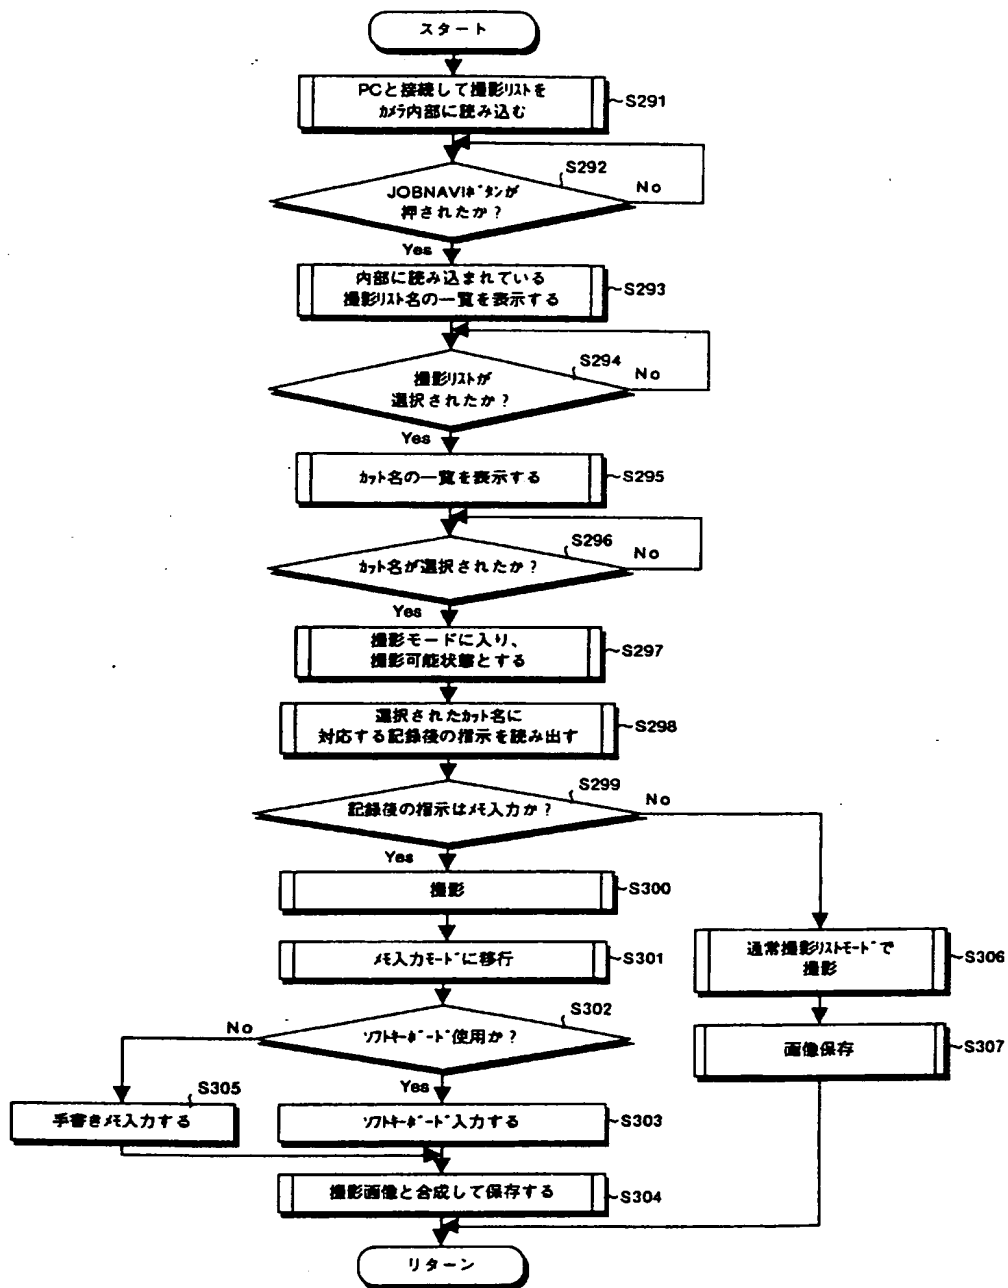 スタート
PCと接続して撮影ﾘｽﾄを
ｶﾒﾗ内部に読み込む
S291
S292
JOBNAVIﾎﾞﾀﾝが
押されたか？
No
Yes
内部に読み込まれている
撮影ﾘｽﾄ名の一覧を表示する
S293
S294
撮影ﾘｽﾄが
選択されたか？
No
Yes
ｶｯﾄ名の一覧を表示する
S295
S296
ｶｯﾄ名が選択されたか？
No
Yes
撮影モードに入り、
撮影可能状態とする
S297
選択されたｶｯﾄ名に
対応する記録後の指示を読み出す
S298
S299
記録後の指示はﾒﾓ入力か？
No
Yes
撮影
S300
ﾒﾓ入力ﾓｰﾄﾞに移行
S301
通常撮影ﾘｽﾄﾓｰﾄﾞで
撮影
S306
S302
ｿﾌﾄｷｰﾎﾞｰﾄﾞ使用か？
No
Yes
画像保存
S307
S305
手書きﾒﾓ入力する
ｿﾌﾄｷｰﾎﾞｰﾄﾞ入力する
S303
撮影画像と合成して保存する
S304
リターン